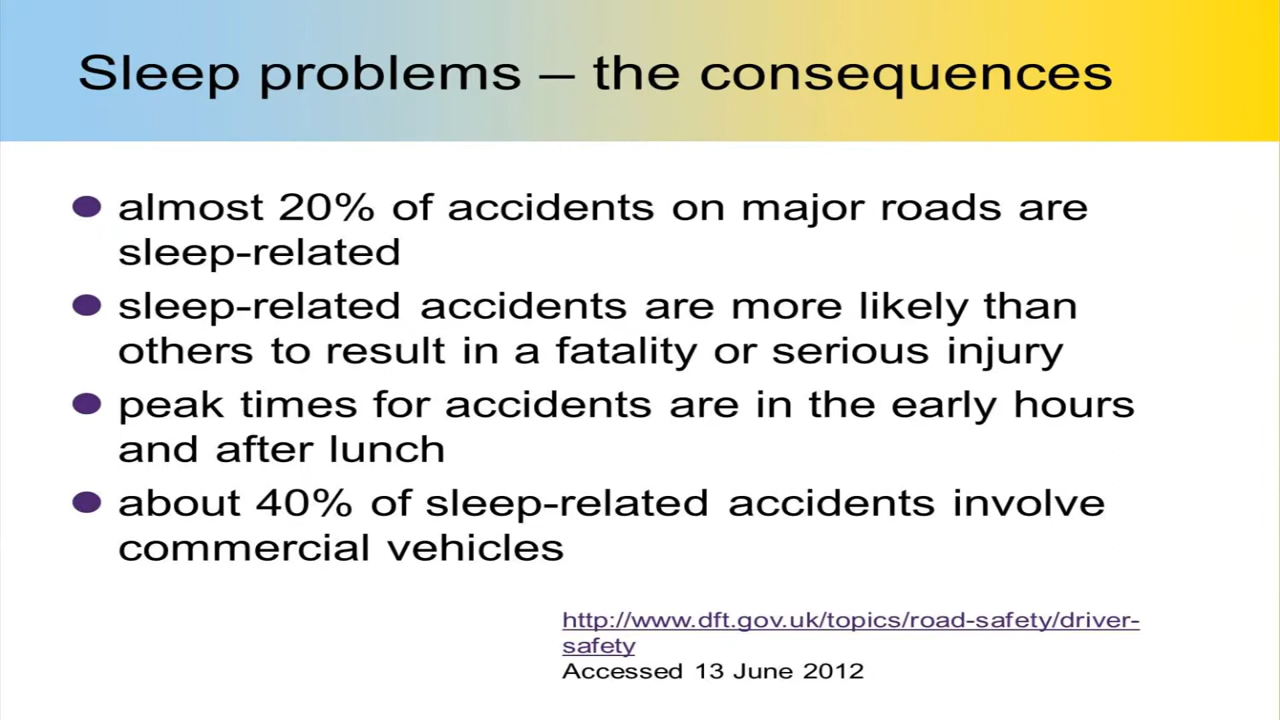 Sleep problems – the consequences
almost 20% of accidents on major roads are
sleep-related
sleep-related accidents are more likely than
others to result in a fatality or serious injury
peak times for accidents are in the early hours
and after lunch
about 40% of sleep-related accidents involve
commercial vehicles
http://www.dft.gov.uk/topics/road-safety/driver-
safety
Accessed 13 June 2012